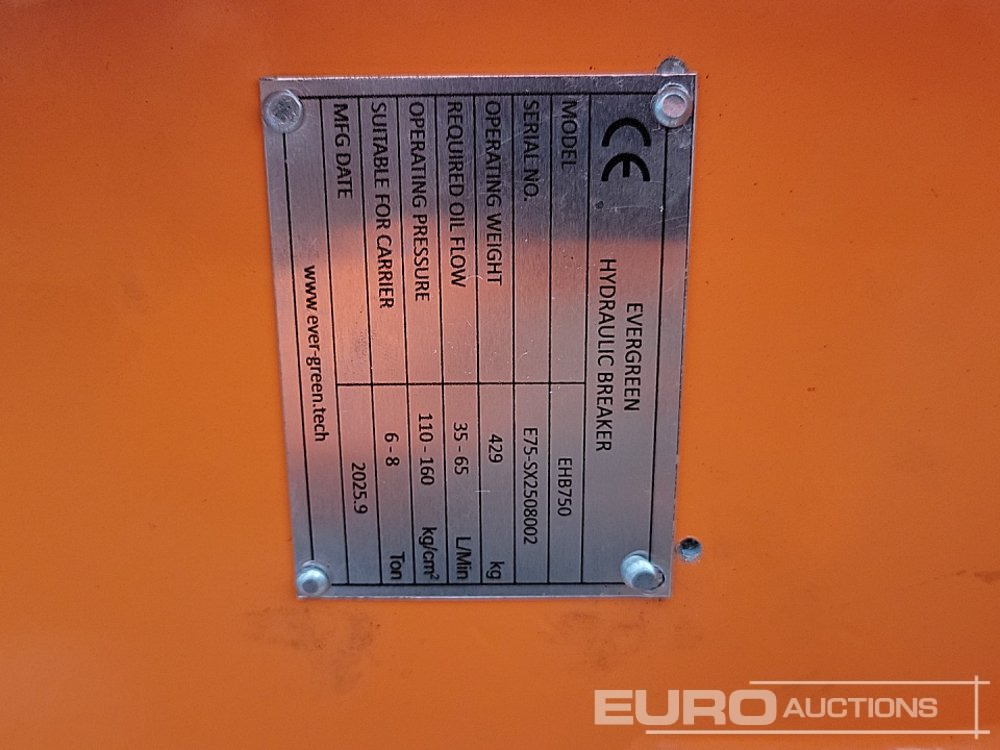 CE
EVERGREEN
HYDRAULIC BREAKER
MODEL EHB750
SERIAL NO. E75-SX2508002
OPERATING WEIGHT 429 kg
REQUIRED OIL FLOW 35 - 65 L/Min
OPERATING PRESSURE 110 - 160 kg/cm²
SUITABLE FOR CARRIER 6 - 8 Ton
MFG DATE 2025.9
www.ever-green.tech
EURO AUCTIONS